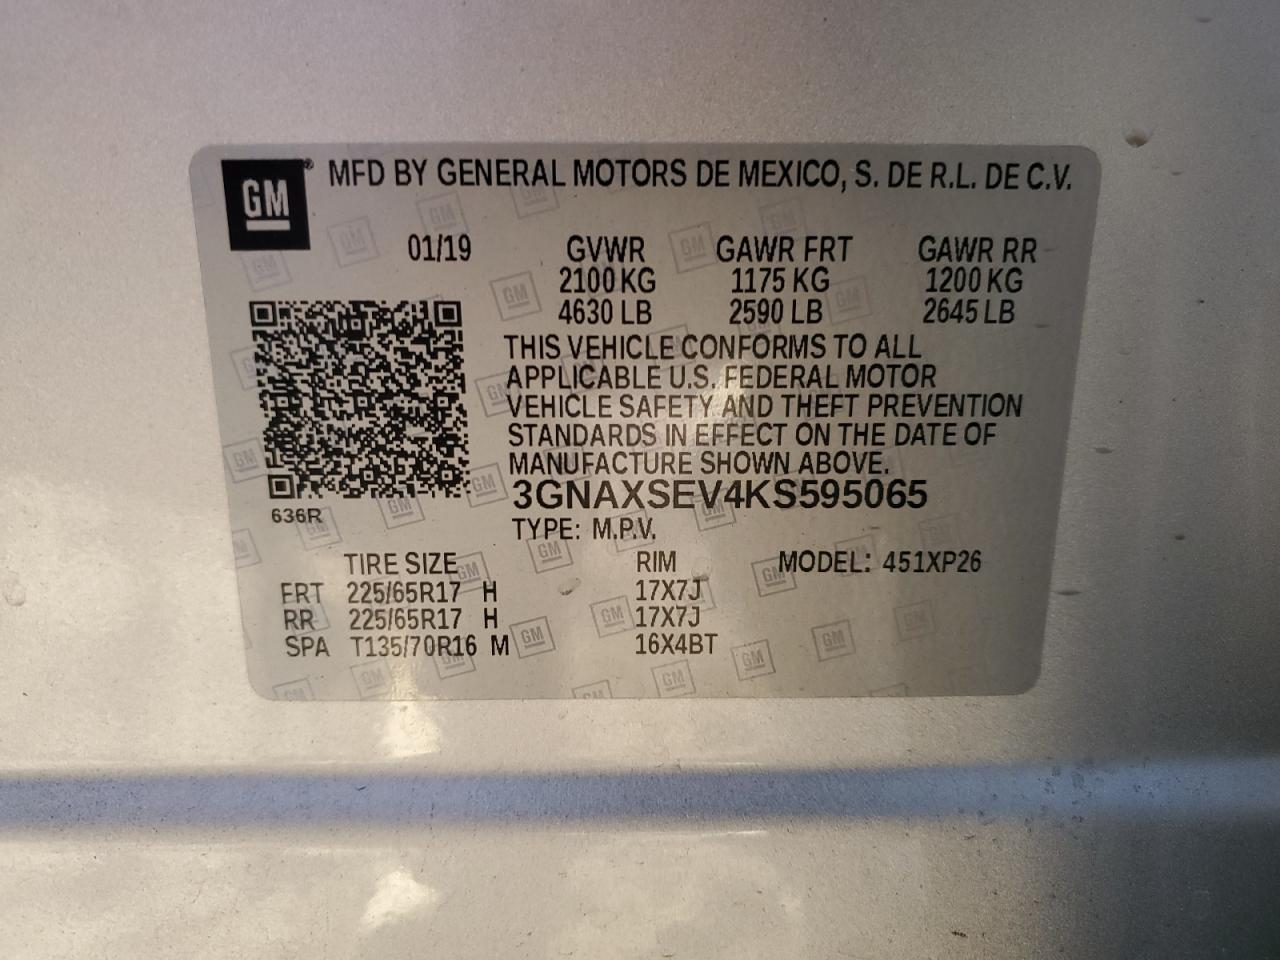 GM
MFD BY GENERAL MOTORS DE MEXICO, S. DE R.L. DE C.V.
01/19 GVWR GAWR FRT GAWR RR
2100 KG 1175 KG 1200 KG
4630 LB 2590 LB 2645 LB
THIS VEHICLE CONFORMS TO ALL
APPLICABLE U.S. FEDERAL MOTOR
VEHICLE SAFETY AND THEFT PREVENTION
STANDARDS IN EFFECT ON THE DATE OF
MANUFACTURE SHOWN ABOVE.
3GNAXSEV4KS595065
636R
TYPE: M.P.V.
TIRE SIZE RIM MODEL: 451XP26
FRT 225/65R17 H 17X7J
RR 225/65R17 H 17X7J
SPA T135/70R16 M 16X4BT